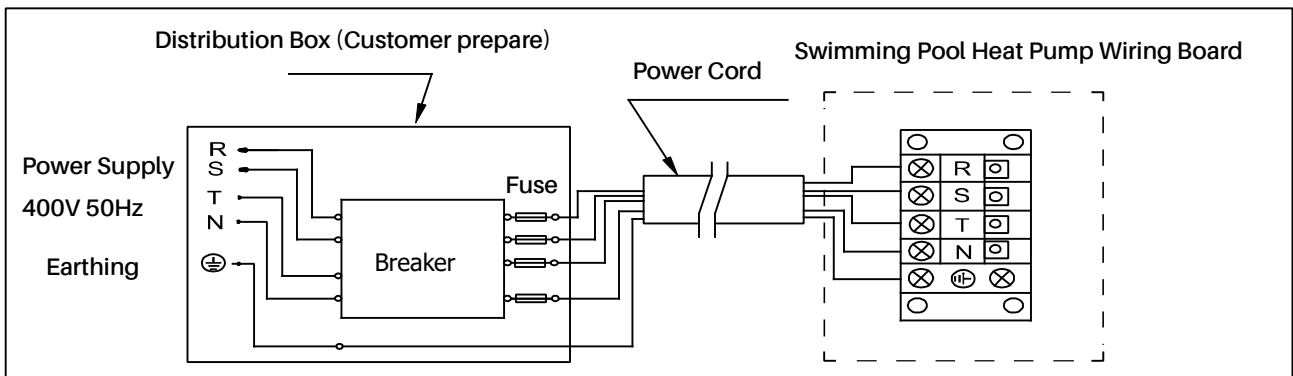 Distribution Box (Customer prepare)
Swimming Pool Heat Pump Wiring Board
Power Cord
Power Supply
400V 50Hz
Earthing
R
S
T
N
Fuse
Breaker
R
S
T
N